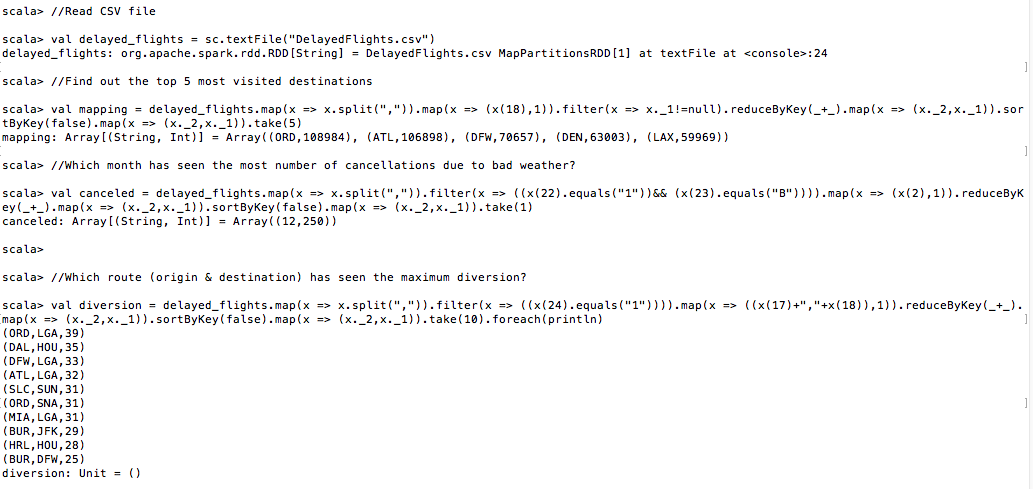 scala> //Read CSV file
scala> val delayed_flights = sc.textFile("DelayedFlights.csv")
delayed_flights: org.apache.spark.rdd.RDD[String] = DelayedFlights.csv MapPartitionsRDD[1] at textFile at <console>:24
[ ]
scala> //Find out the top 5 most visited destinations
scala> val mapping = delayed_flights.map(x => x.split(",")).map(x => (x(18),1)).filter(x => x._1!=null).reduceByKey(_+_).map(x => (x._2,x._1)).sor
tByKey(false).map(x => (x._2,x._1)).take(5)
mapping: Array[(String, Int)] = Array((ORD,108984), (ATL,106898), (DFW,70657), (DEN,63003), (LAX,59969))
[ ]
scala> //Which month has seen the most number of cancellations due to bad weather?
scala> val canceled = delayed_flights.map(x => x.split(",")).filter(x => ((x(22).equals("1"))&& (x(23).equals("B")))).map(x => (x(2),1)).reduceByK
ey(_+_).map(x => (x._2,x._1)).sortByKey(false).map(x => (x._2,x._1)).take(1)
canceled: Array[(String, Int)] = Array((12,250))
scala>
scala> //Which route (origin & destination) has seen the maximum diversion?
scala> val diversion = delayed_flights.map(x => x.split(",")).filter(x => ((x(24).equals("1")))).map(x => ((x(17)+","+x(18)),1)).reduceByKey(_+_).
[map(x => (x._2,x._1)).sortByKey(false).map(x => (x._2,x._1)).take(10).foreach(println) ]
(ORD,LGA,39)
(DAL,HOU,35)
(DFW,LGA,33)
(ATL,LGA,32)
(SLC,SUN,31)
[(ORD,SNA,31) ]
(MIA,LGA,31)
(BUR,JFK,29)
(HRL,HOU,28)
(BUR,DFW,25)
diversion: Unit = ()